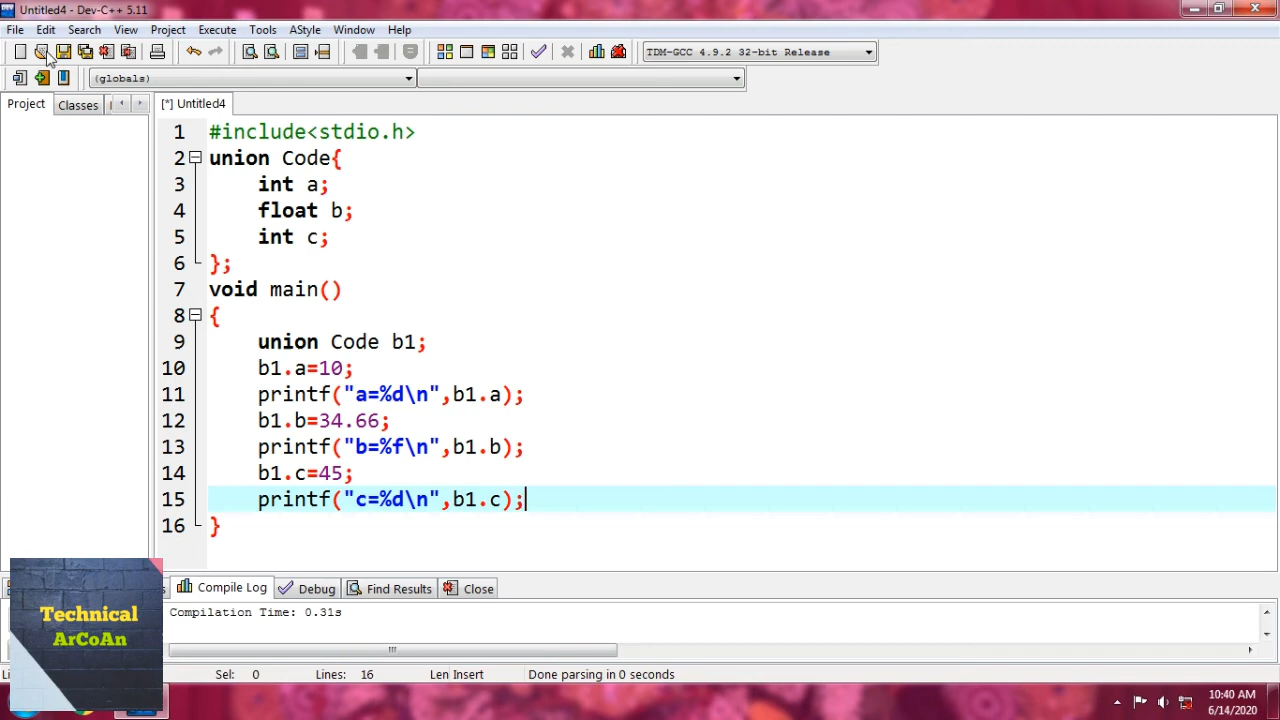 Untitled4 - Dev-C++ 5.11
File Edit Search View Project Execute Tools AStyle Window Help
TDM-GCC 4.9.2 32-bit Release
(globals)
Project Classes [*] Untitled4
1 #include<stdio.h>
2 union Code{
3 int a;
4 float b;
5 int c;
6 };
7 void main()
8 {
9 union Code b1;
10 b1.a=10;
11 printf("a=%d\n",b1.a);
12 b1.b=34.66;
13 printf("b=%f\n",b1.b);
14 b1.c=45;
15 printf("c=%d\n",b1.c);
16 }
Compile Log Debug Find Results Close
Compilation Time: 0.31s
Technical
ArCoAn
Sel: 0 Lines: 16 Len Insert Done parsing in 0 seconds
10:40 AM
6/14/2020